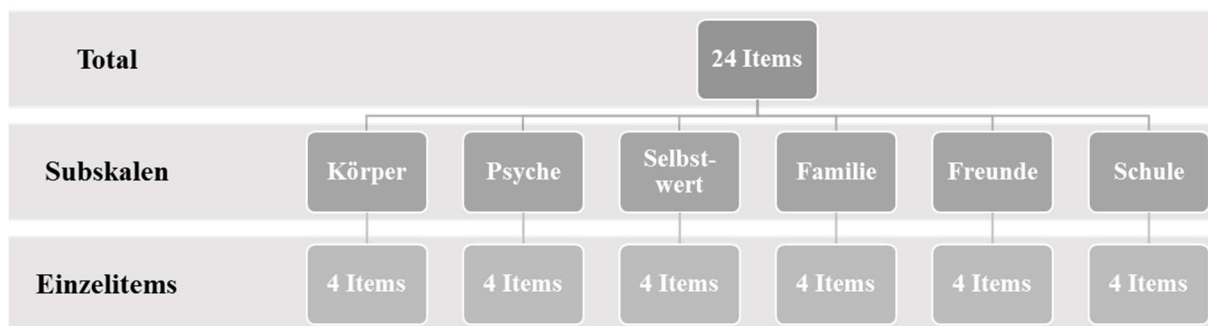 Total
24 Items
Subskalen
Körper
Psyche
Selbst-
wert
Familie
Freunde
Schule
Einzelitems
4 Items
4 Items
4 Items
4 Items
4 Items
4 Items